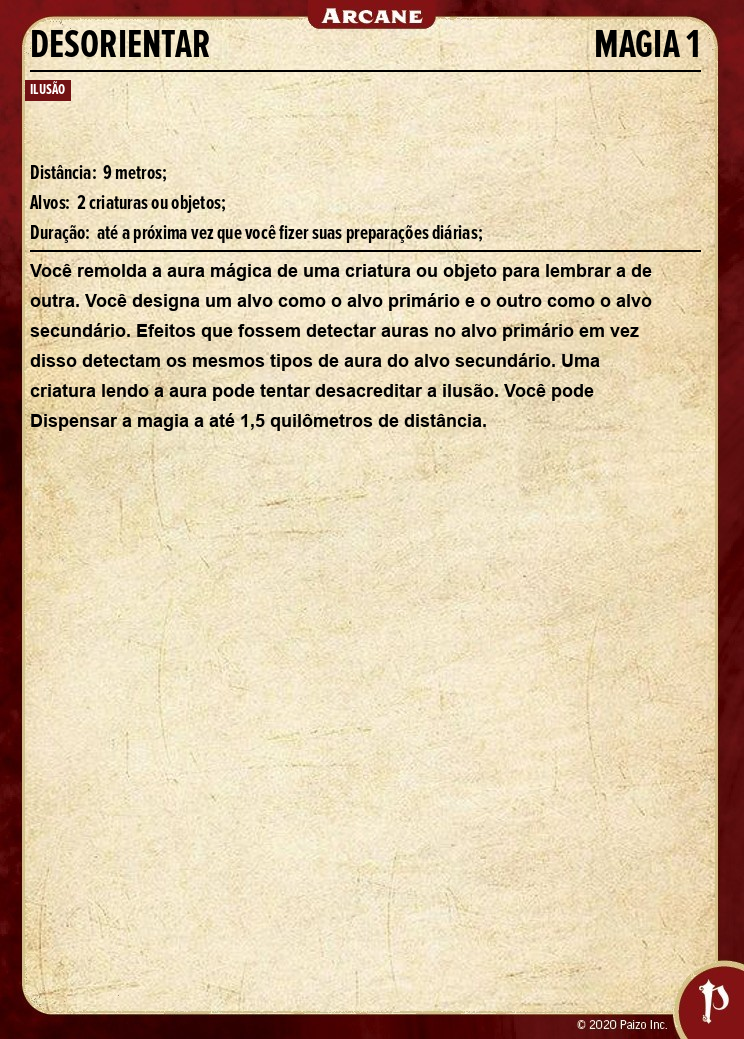 ARCANE
DESORIENTAR MAGIA 1
ILUSÃO
Distância: 9 metros;
Alvos: 2 criaturas ou objetos;
Duração: até a próxima vez que você fizer suas preparações diárias;
Você remolda a aura mágica de uma criatura ou objeto para lembrar a de
outra. Você designa um alvo como o alvo primário e o outro como o alvo
secundário. Efeitos que fossem detectar auras no alvo primário em vez
disso detectam os mesmos tipos de aura do alvo secundário. Uma
criatura lendo a aura pode tentar desacreditar a ilusão. Você pode
Dispensar a magia a até 1,5 quilômetros de distância.
© 2020 Paizo Inc.
P